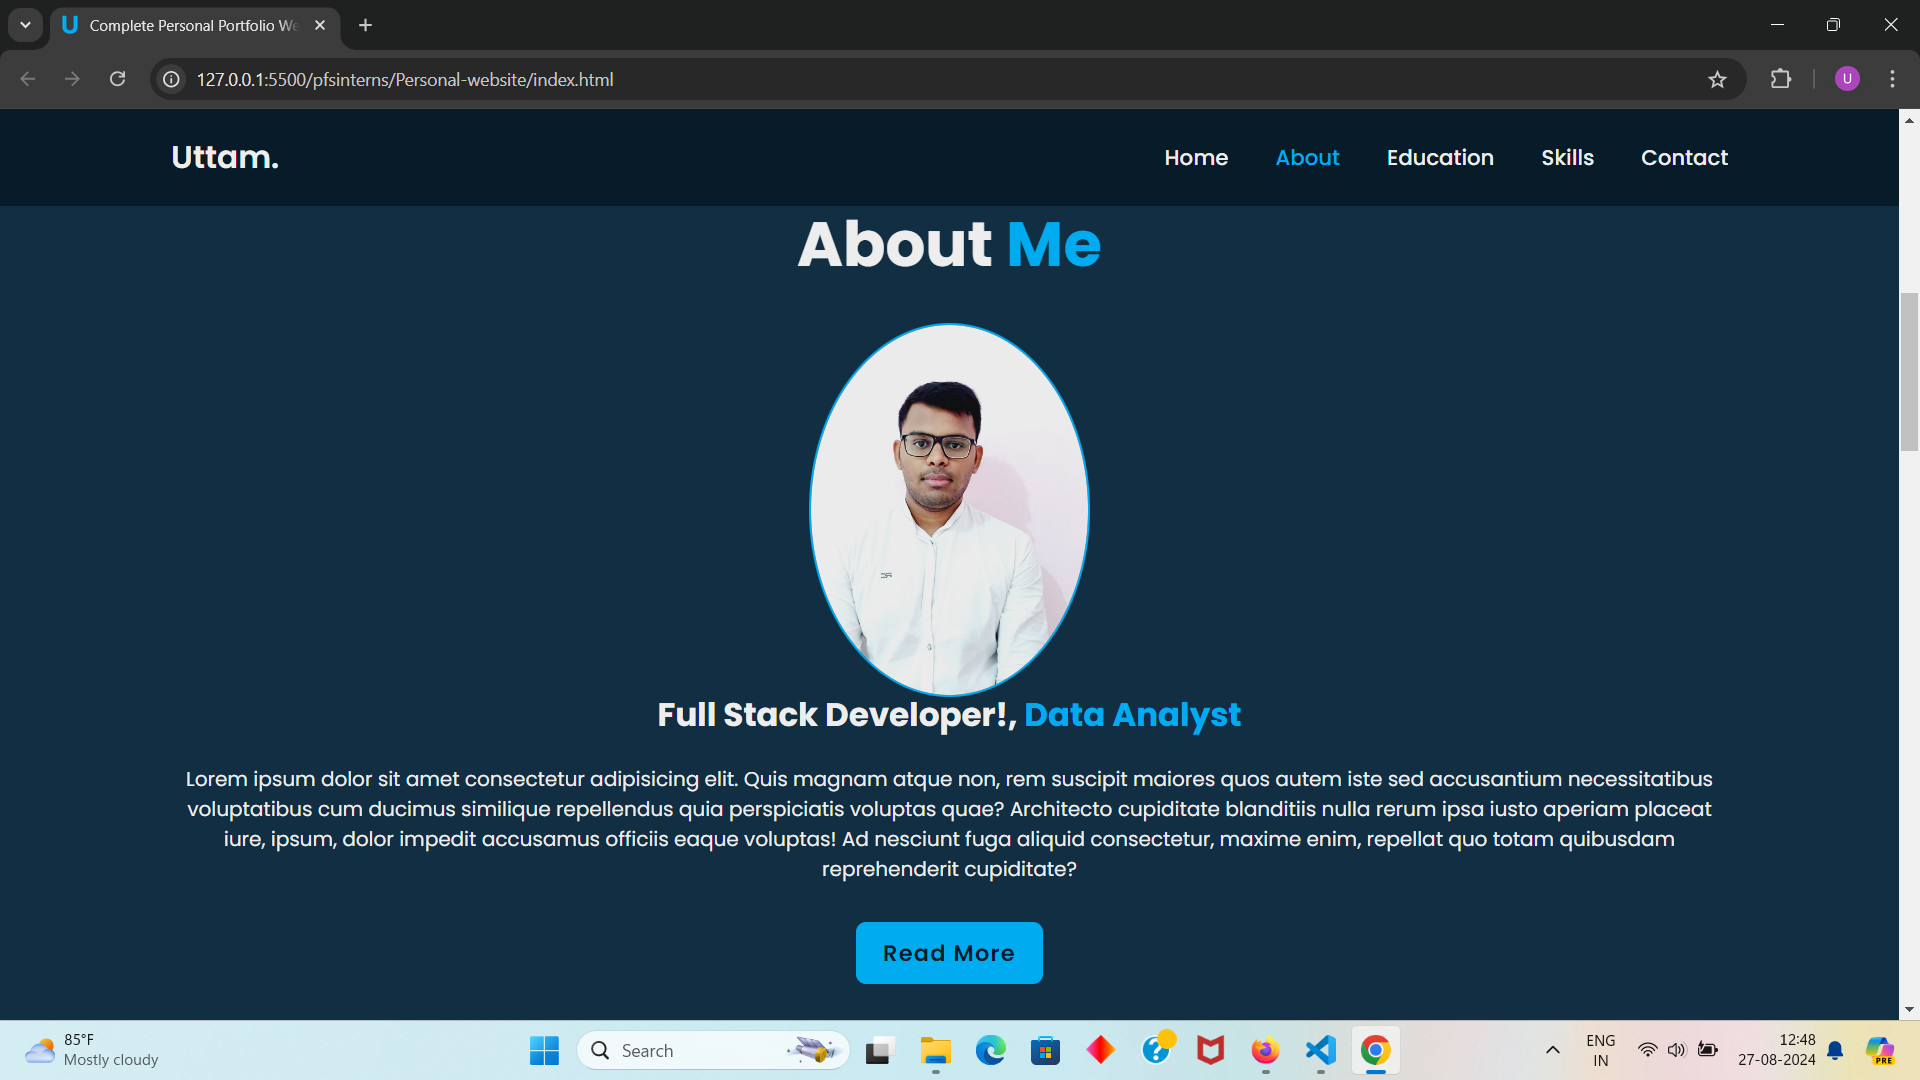 U Complete Personal Portfolio We
127.0.0.1:5500/pfsinterns/Personal-website/index.html
U
Uttam.
Home About Education Skills Contact
About Me
Full Stack Developer!, Data Analyst
Lorem ipsum dolor sit amet consectetur adipisicing elit. Quis magnam atque non, rem suscipit maiores quos autem iste sed accusantium necessitatibus
voluptatibus cum ducimus similique repellendus quia perspiciatis voluptas quae? Architecto cupiditate blanditiis nulla rerum ipsa iusto aperiam placeat
iure, ipsum, dolor impedit accusamus officiis eaque voluptas! Ad nesciunt fuga aliquid consectetur, maxime enim, repellat quo totam quibusdam
reprehenderit cupiditate?
Read More
85°F
Mostly cloudy
Search
ENG
IN
12:48
27-08-2024
PRE